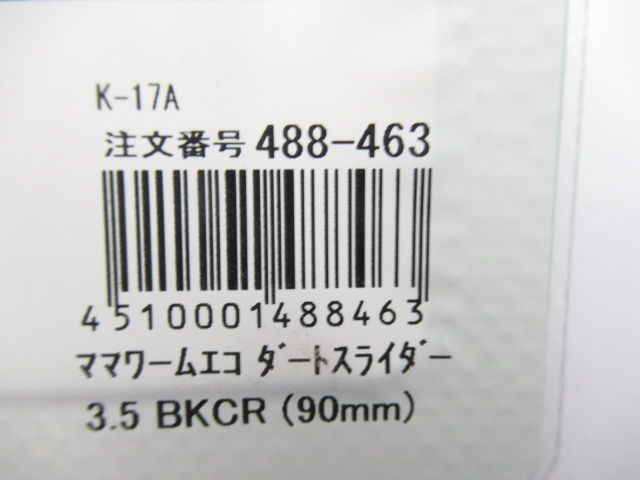 K-17A
注文番号 488-463
4510001488463
ママワームエコ ダートスライダー
3.5 BKCR (90mm)